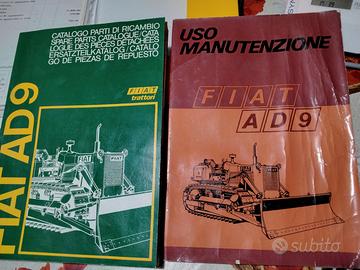 CATALOGO PARTI DI RICAMBIO
SPARE PARTS CATALOGUE/CATA
LOGUE DES PIECES DETACHEES
ERSATZTEILKATALOG/CATALO
GO DE PIEZAS DE REPUESTO
FIAT
trattori
FIAT AD9
FIAT
USO
MANUTENZIONE
FIAT
AD9
subito